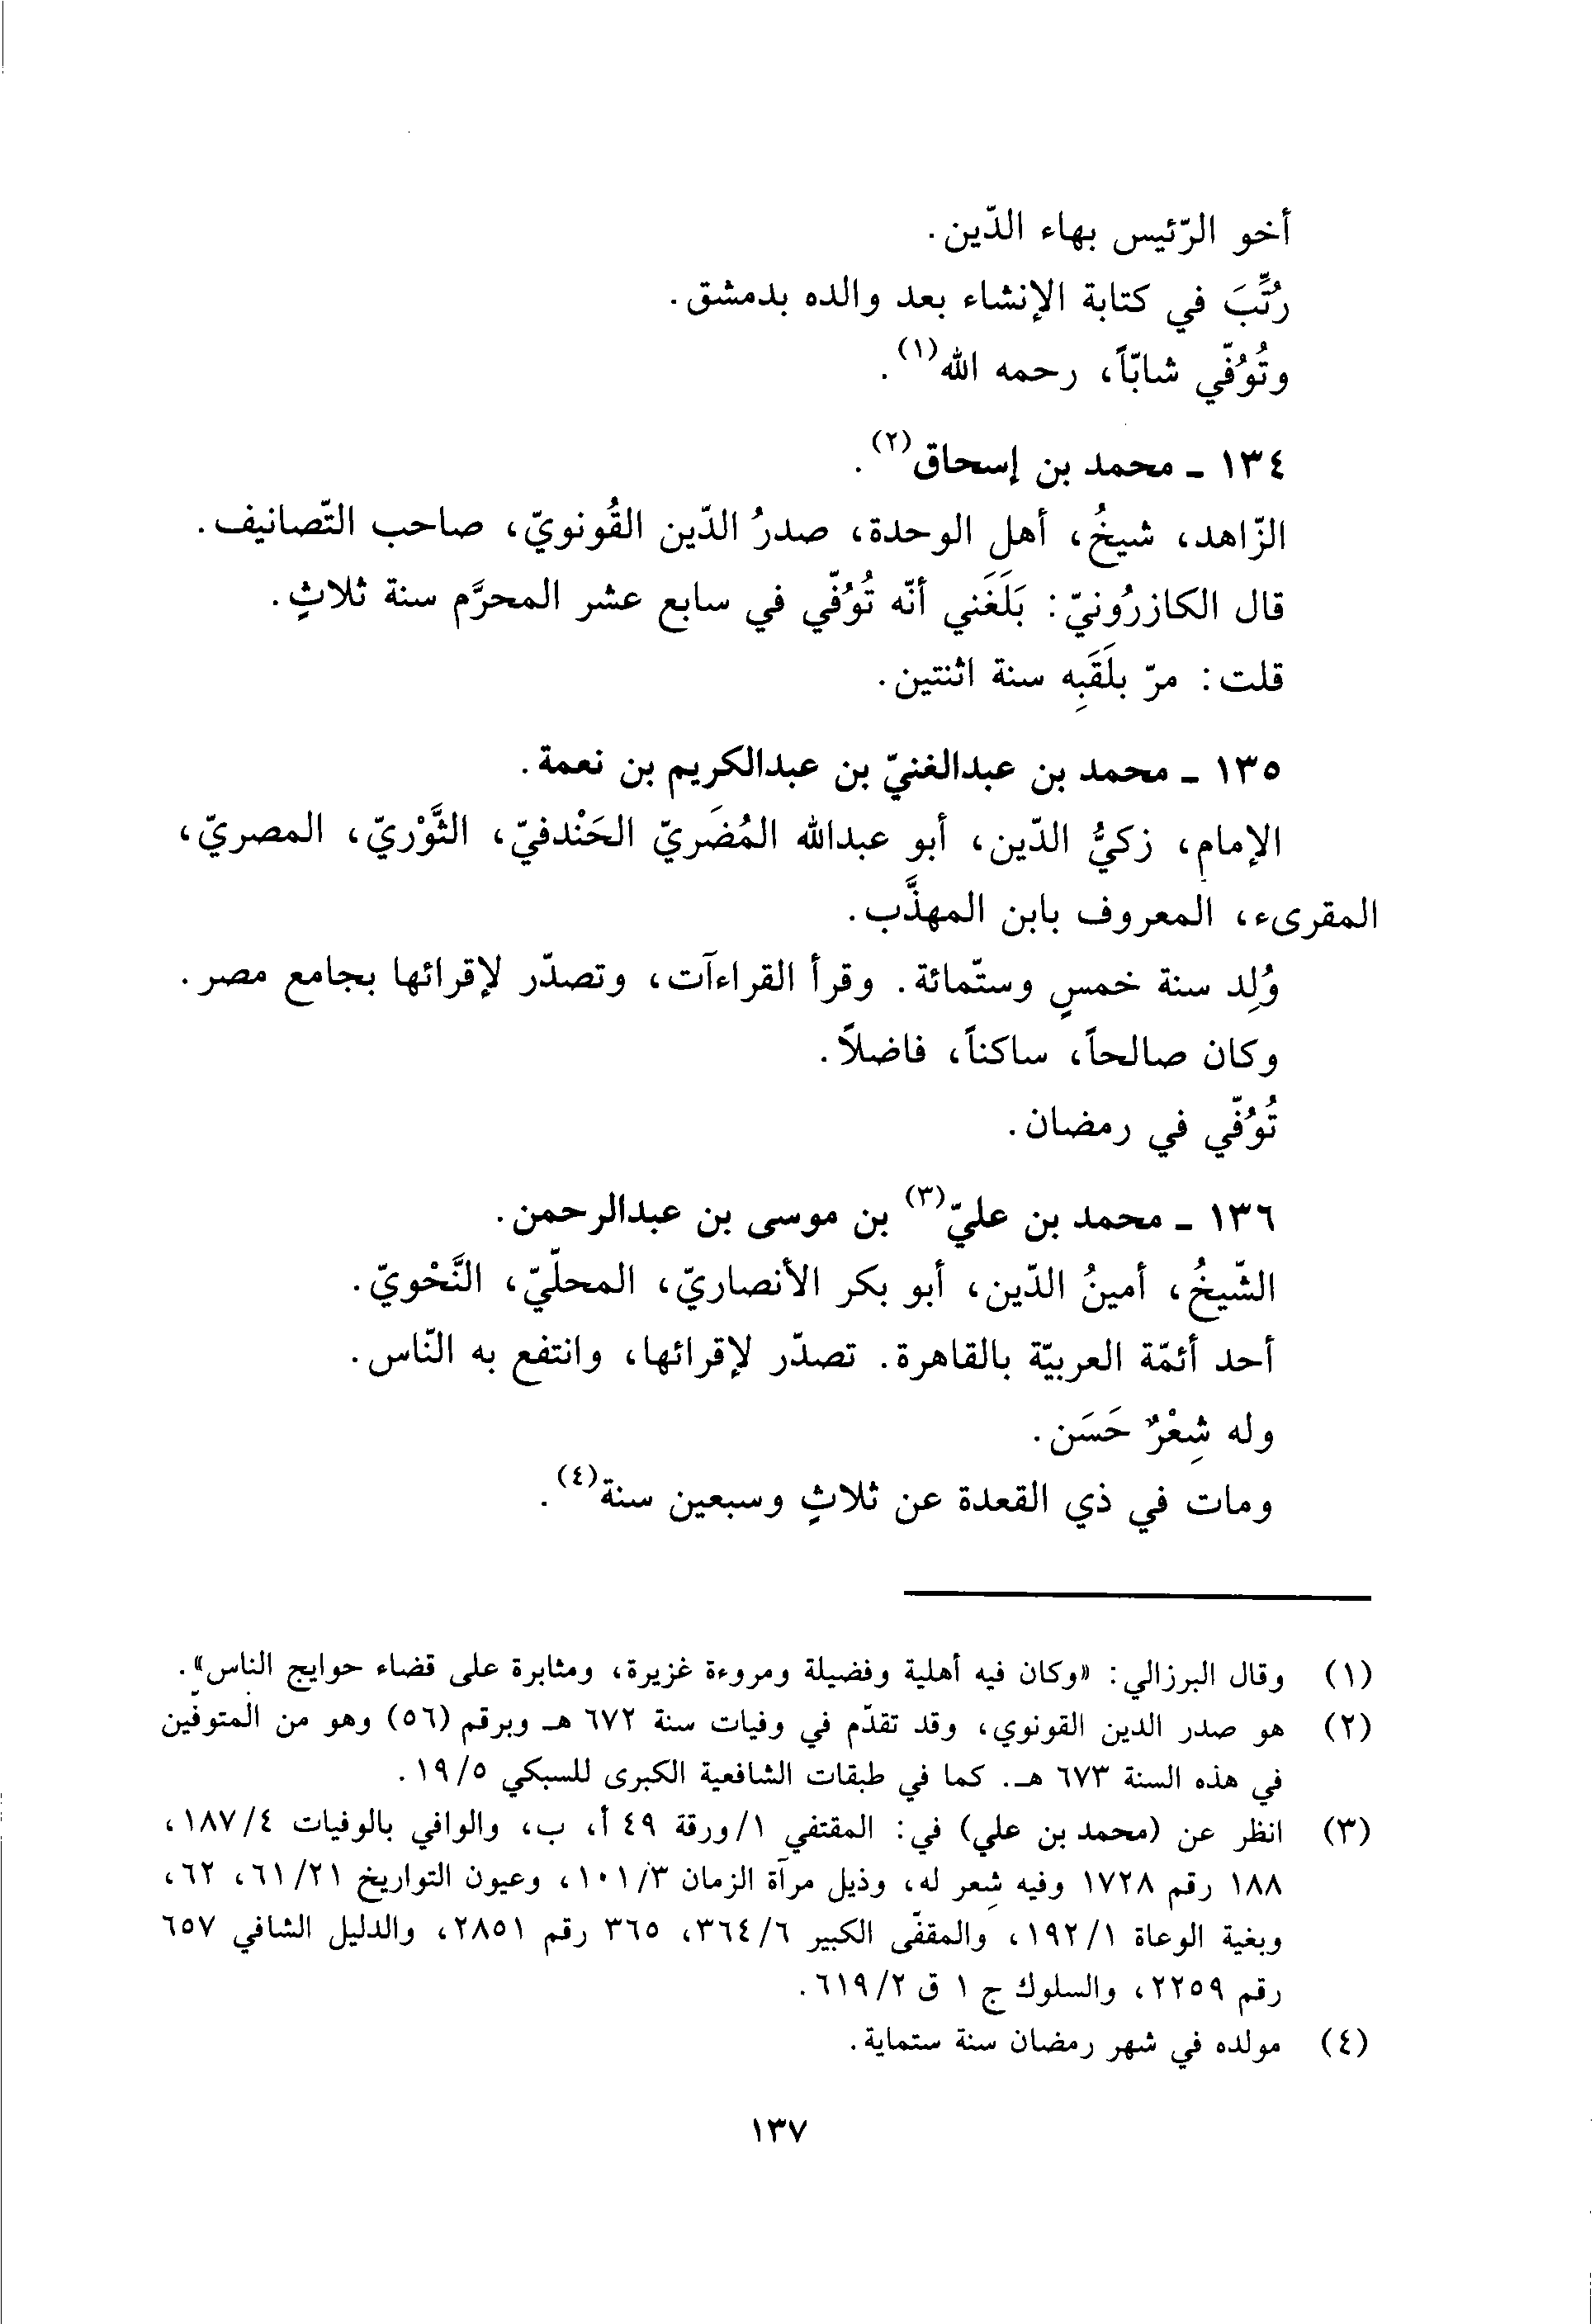 أخو الرّئيس بهاء الدّين.
رُتِّبَ في كتابة الإنشاء بعد والده بدمشق.
وتُوُفّي شابّاً، رحمه الله(١).
١٣٤ ـ محمد بن إسحاق(٢).
الزّاهد، شيخُ، أهل الوحدة، صدرُ الدّين القُونويّ، صاحب التّصانيف.
قال الكازرُونيّ: بَلَغَني أنّه تُوُفّي في سابع عشر المحرَّم سنة ثلاثٍ.
قلت: مرّ بلَقَبِه سنة اثنتين.
١٣٥ ـ محمد بن عبدالغنيّ بن عبدالكريم بن نعمة.
الإمام، زكيُّ الدّين، أبو عبدالله المُضَريّ الحَنْدفيّ، الثَّوْريّ، المصريّ،
المقرىء، المعروف بابن المهذَّب.
وُلِد سنة خمسٍ وستّمائة. وقرأ القراءآت، وتصدّر لإقرائها بجامع مصر.
وكان صالحاً، ساكناً، فاضلاً.
تُوُفّي في رمضان.
١٣٦ ـ محمد بن عليّ(٣) بن موسى بن عبدالرحمن.
الشّيخُ، أمينُ الدّين، أبو بكر الأنصاريّ، المحلّيّ، النَّحْويّ.
أحد أئمّة العربيّة بالقاهرة. تصدّر لإقرائها، وانتفع به النّاس.
وله شِعْرٌ حَسَن.
ومات في ذي القعدة عن ثلاثٍ وسبعين سنة(٤).
(١) وقال البرزالي: «وكان فيه أهلية وفضيلة ومروءة غزيرة، ومثابرة على قضاء حوايج الناس».
(٢) هو صدر الدين القونوي، وقد تقدّم في وفيات سنة ٦٧٢ هـ وبرقم (٥٦) وهو من المتوفّين
في هذه السنة ٦٧٣ هـ. كما في طبقات الشافعية الكبرى للسبكي ١٩/٥.
(٣) انظر عن (محمد بن علي) في: المقتفي ١/ورقة ٤٩ أ، ب، والوافي بالوفيات ١٨٧/٤،
١٨٨ رقم ١٧٢٨ وفيه شِعر له، وذيل مرآة الزمان ١٠١/٣، وعيون التواريخ ٦١/٢١، ٦٢،
وبغية الوعاة ١٩٢/١، والمقفّى الكبير ٣٦٤/٦، ٣٦٥ رقم ٢٨٥١، والدليل الشافي ٦٥٧
رقم ٢٢٥٩، والسلوك ج ١ ق ٦١٩/٢.
(٤) مولده في شهر رمضان سنة ستماية.
١٣٧